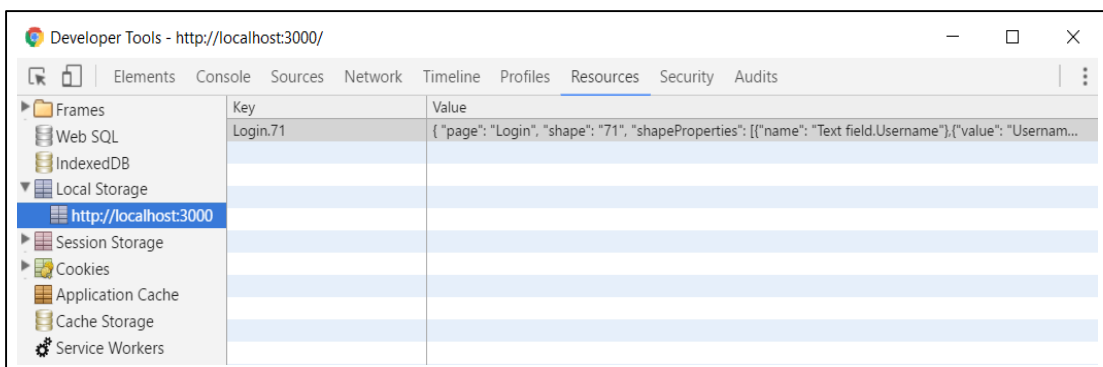 Developer Tools - http://localhost:3000/
Elements Console Sources Network Timeline Profiles Resources Security Audits
Frames
Web SQL
IndexedDB
Local Storage
http://localhost:3000
Session Storage
Cookies
Application Cache
Cache Storage
Service Workers
Key Value
Login.71 { "page": "Login", "shape": "71", "shapeProperties": [{"name": "Text field.Username"},{"value": "Usernam...